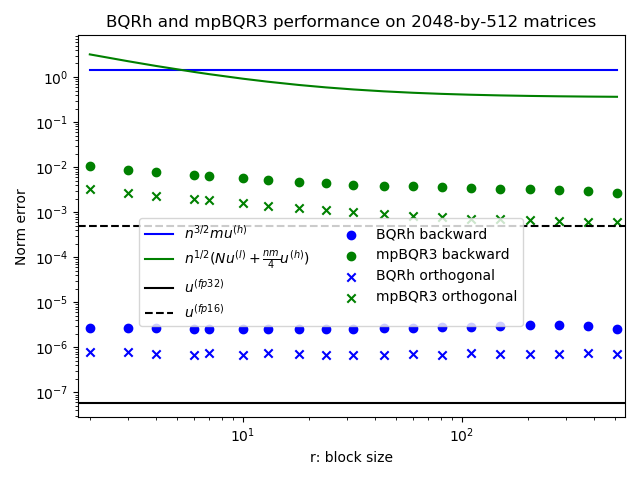 BQRh and mpBQR3 performance on 2048-by-512 matrices
Norm error
10⁰
10⁻¹
10⁻²
10⁻³
10⁻⁴
10⁻⁵
10⁻⁶
10⁻⁷
n^{3/2}mu^{(h)}
n^{1/2}(Nu^{(l)} + \frac{nm}{4}u^{(h)})
u^{(fp32)}
u^{(fp16)}
BQRh backward
mpBQR3 backward
BQRh orthogonal
mpBQR3 orthogonal
10¹
10²
r: block size